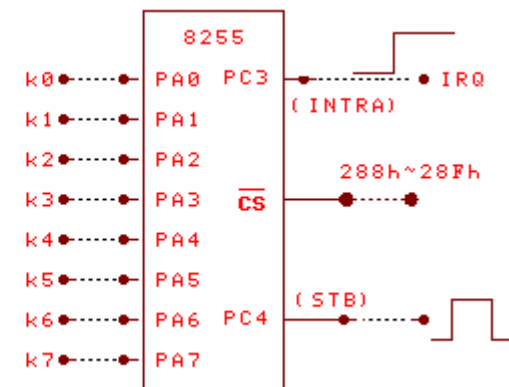 8255
k0 PA0 PC3 IRQ
(INTRA)
k1 PA1
k2 PA2
288h~28Fh
k3 PA3 CS
k4 PA4
k5 PA5
(STB)
k6 PA6 PC4
k7 PA7